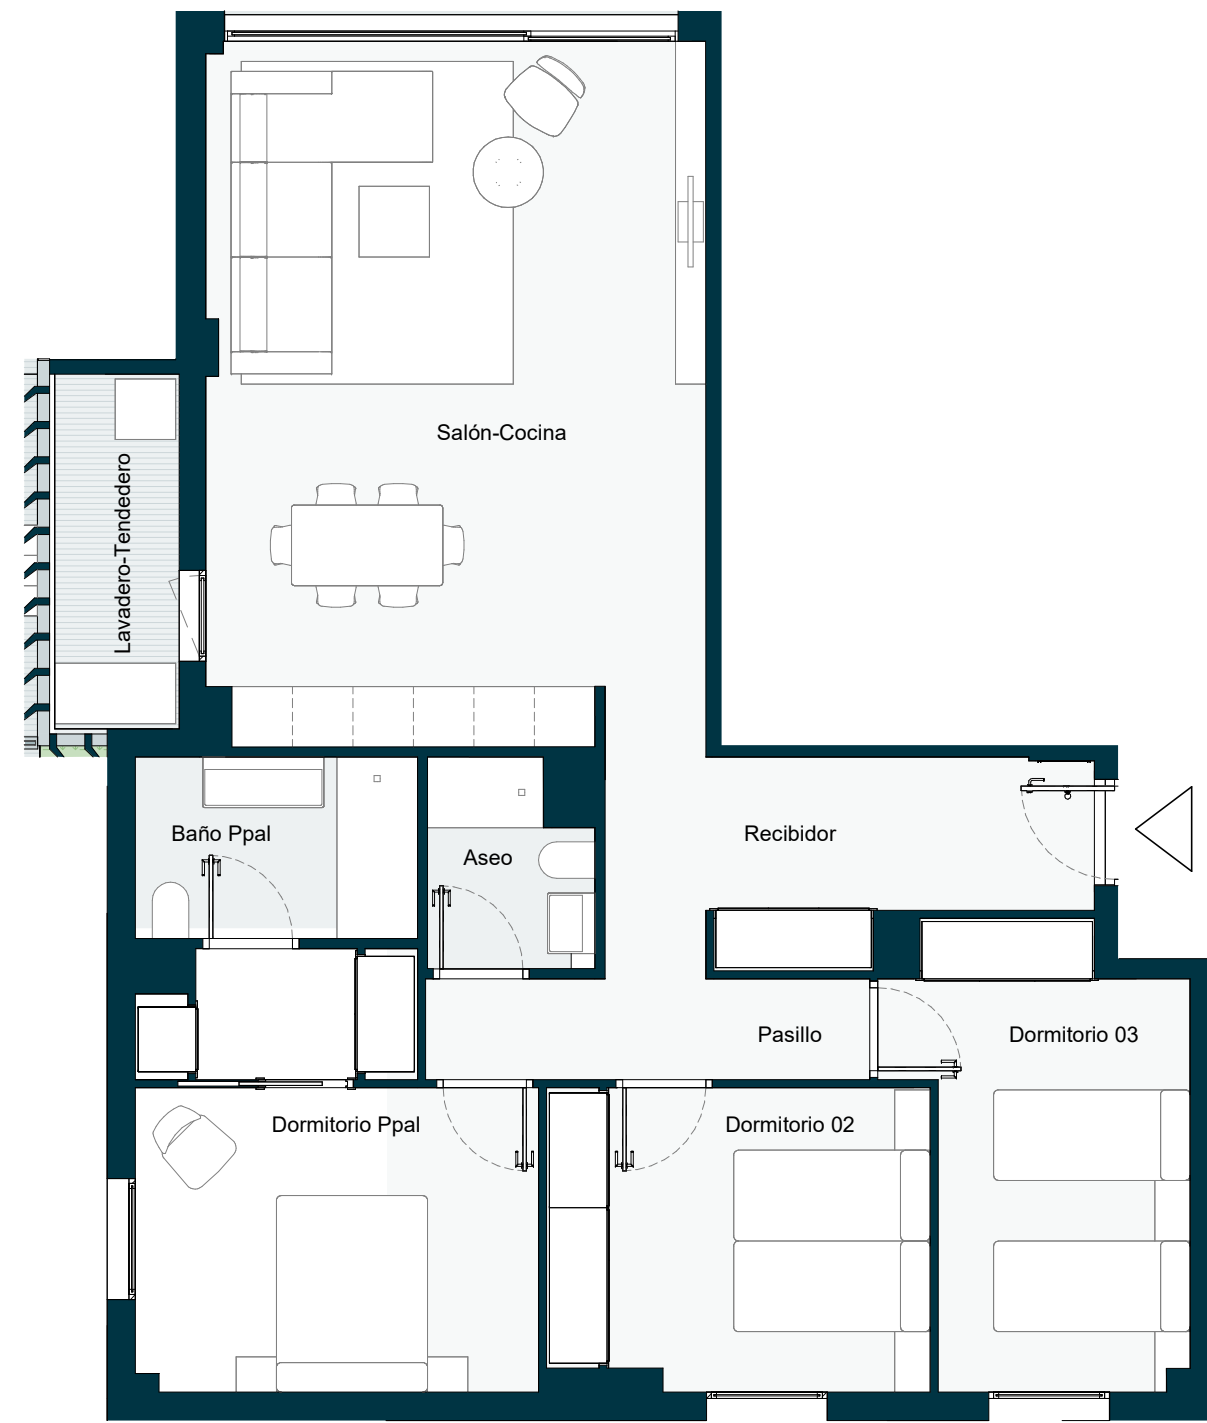 Salón-Cocina
Lavadero-Tendedero
Baño Ppal
Aseo
Recibidor
Pasillo
Dormitorio 03
Dormitorio Ppal
Dormitorio 02